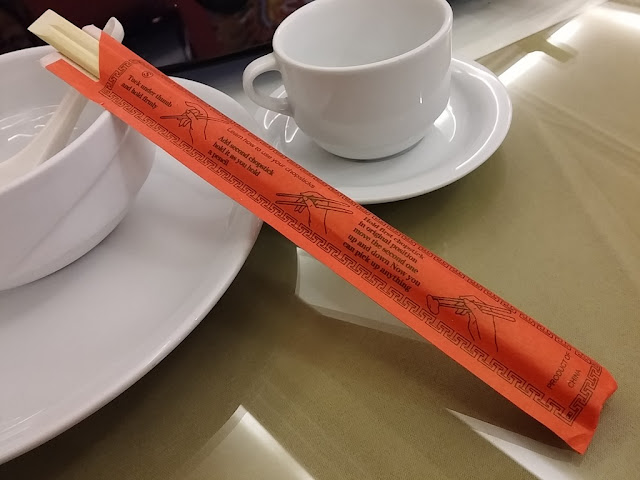 Learn how to use your Chopsticks
Tuck under thumb
and hold firmly
Add second chopstick
hold it as you hold
a pencil
Hold first chopstick
in original position
move the second one
up and down Now you
can pick up anything
PRODUCT OF
CHINA